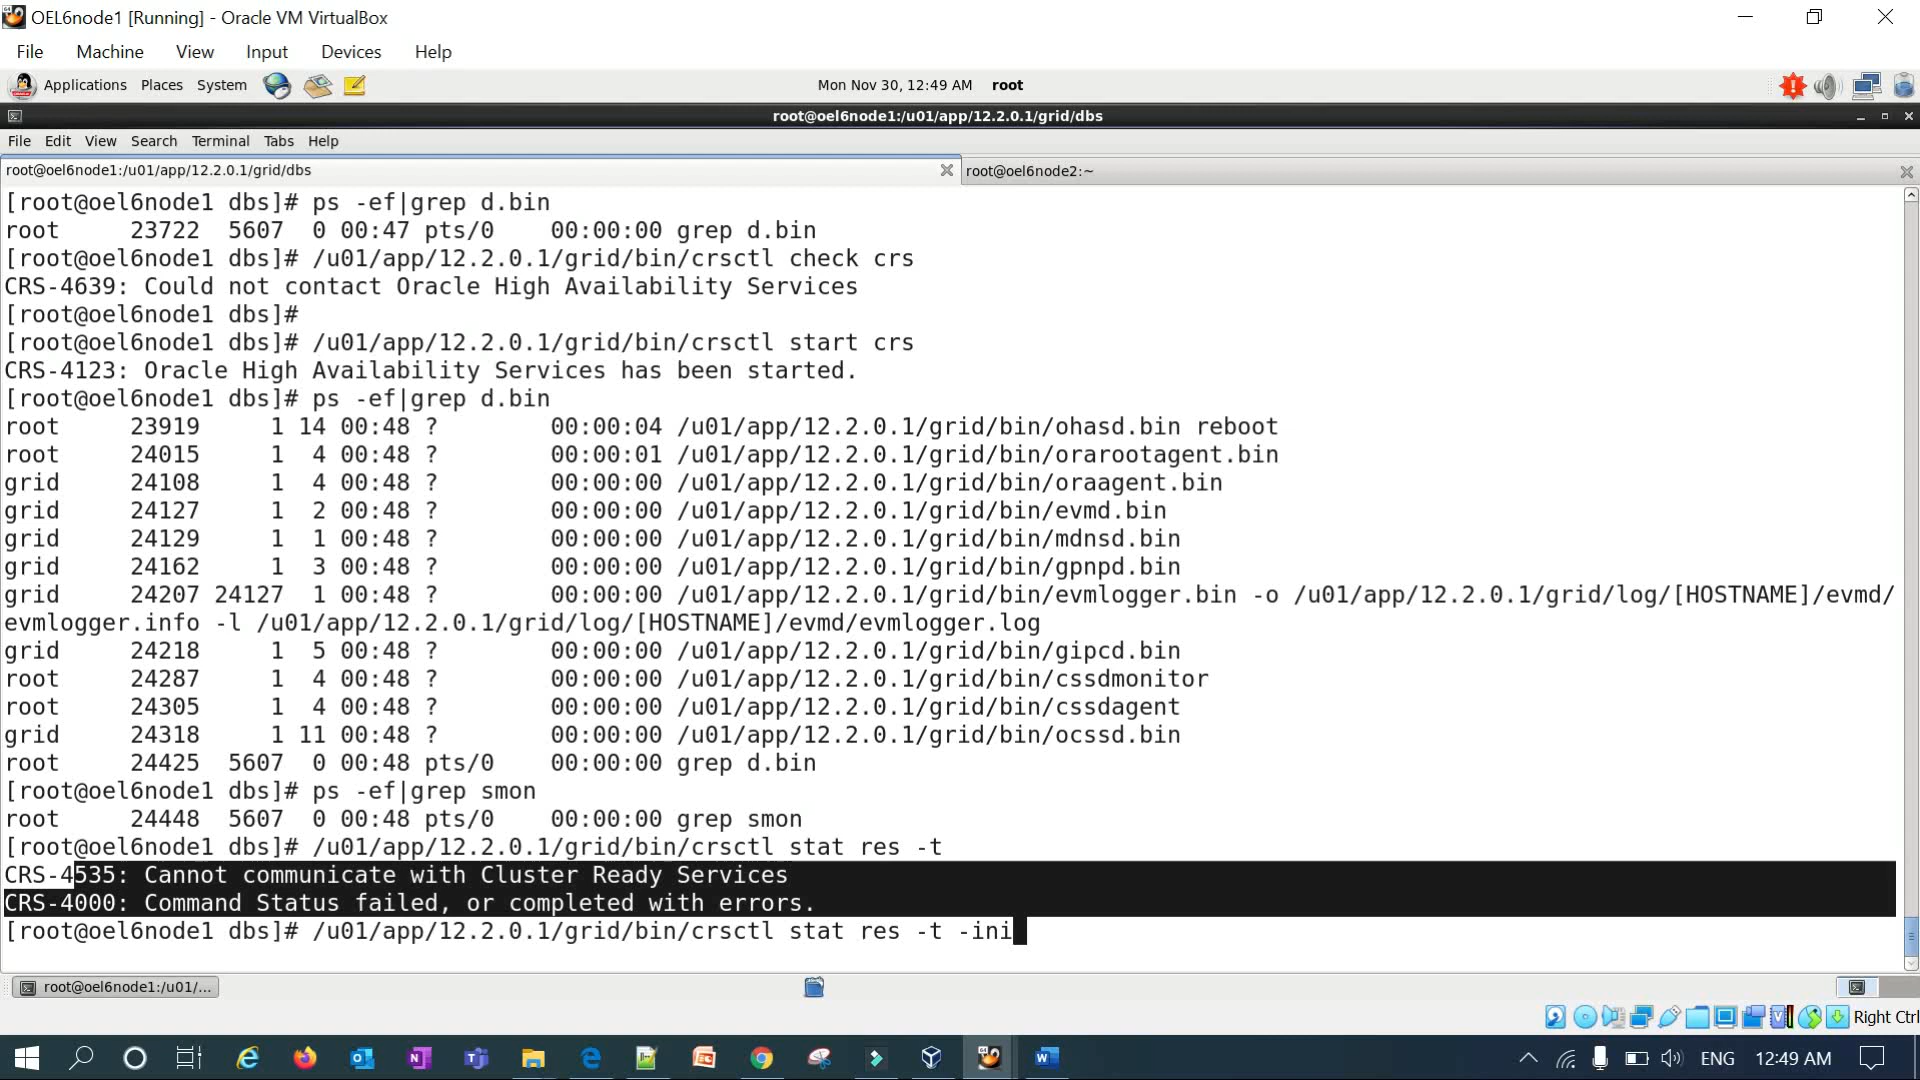 OEL6node1 [Running] - Oracle VM VirtualBox
File Machine View Input Devices Help
Applications Places System Mon Nov 30, 12:49 AM root
root@oel6node1:/u01/app/12.2.0.1/grid/dbs
File Edit View Search Terminal Tabs Help
root@oel6node1:/u01/app/12.2.0.1/grid/dbs root@oel6node2:~
[root@oel6node1 dbs]# ps -ef|grep d.bin
root 23722 5607 0 00:47 pts/0 00:00:00 grep d.bin
[root@oel6node1 dbs]# /u01/app/12.2.0.1/grid/bin/crsctl check crs
CRS-4639: Could not contact Oracle High Availability Services
[root@oel6node1 dbs]#
[root@oel6node1 dbs]# /u01/app/12.2.0.1/grid/bin/crsctl start crs
CRS-4123: Oracle High Availability Services has been started.
[root@oel6node1 dbs]# ps -ef|grep d.bin
root 23919 1 14 00:48 ? 00:00:04 /u01/app/12.2.0.1/grid/bin/ohasd.bin reboot
root 24015 1 4 00:48 ? 00:00:01 /u01/app/12.2.0.1/grid/bin/orarootagent.bin
grid 24108 1 4 00:48 ? 00:00:00 /u01/app/12.2.0.1/grid/bin/oraagent.bin
grid 24127 1 2 00:48 ? 00:00:00 /u01/app/12.2.0.1/grid/bin/evmd.bin
grid 24129 1 1 00:48 ? 00:00:00 /u01/app/12.2.0.1/grid/bin/mdnsd.bin
grid 24162 1 3 00:48 ? 00:00:00 /u01/app/12.2.0.1/grid/bin/gpnpd.bin
grid 24207 24127 1 00:48 ? 00:00:00 /u01/app/12.2.0.1/grid/bin/evmlogger.bin -o /u01/app/12.2.0.1/grid/log/[HOSTNAME]/evmd/
evmlogger.info -l /u01/app/12.2.0.1/grid/log/[HOSTNAME]/evmd/evmlogger.log
grid 24218 1 5 00:48 ? 00:00:00 /u01/app/12.2.0.1/grid/bin/gipcd.bin
root 24287 1 4 00:48 ? 00:00:00 /u01/app/12.2.0.1/grid/bin/cssdmonitor
root 24305 1 4 00:48 ? 00:00:00 /u01/app/12.2.0.1/grid/bin/cssdagent
grid 24318 1 11 00:48 ? 00:00:00 /u01/app/12.2.0.1/grid/bin/ocssd.bin
root 24425 5607 0 00:48 pts/0 00:00:00 grep d.bin
[root@oel6node1 dbs]# ps -ef|grep smon
root 24448 5607 0 00:48 pts/0 00:00:00 grep smon
[root@oel6node1 dbs]# /u01/app/12.2.0.1/grid/bin/crsctl stat res -t
CRS-4535: Cannot communicate with Cluster Ready Services
CRS-4000: Command Status failed, or completed with errors.
[root@oel6node1 dbs]# /u01/app/12.2.0.1/grid/bin/crsctl stat res -t -ini
root@oel6node1:/u01/...
Right Ctrl
ENG 12:49 AM